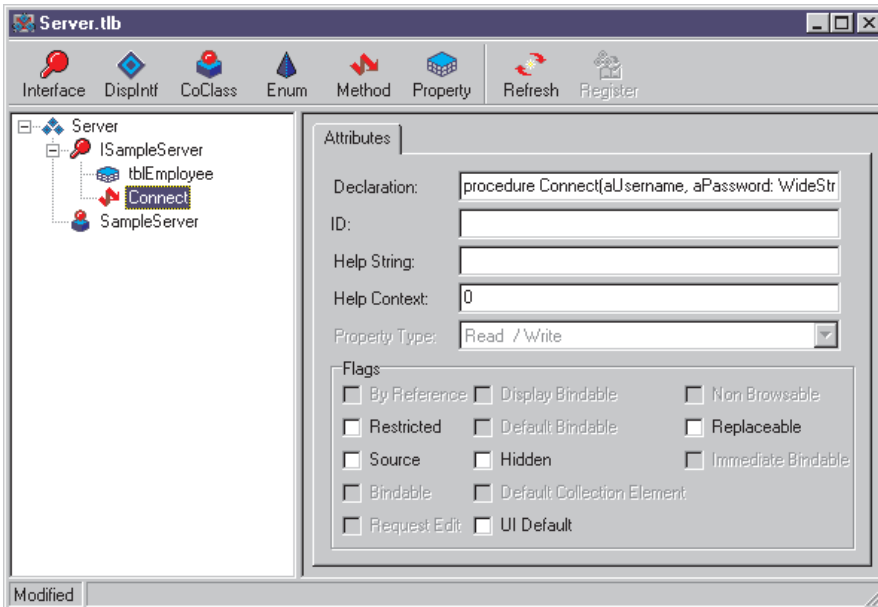 Server.tlb
Interface DispIntf CoClass Enum Method Property Refresh Register
Server
ISampleServer
tblEmployee
Connect
SampleServer
Attributes
Declaration: procedure Connect(aUsername, aPassword: WideStr
ID:
Help String:
Help Context: 0
Property Type: Read / Write
Flags
By Reference Display Bindable Non Browsable
Restricted Default Bindable Replaceable
Source Hidden Immediate Bindable
Bindable Default Collection Element
Request Edit UI Default
Modified